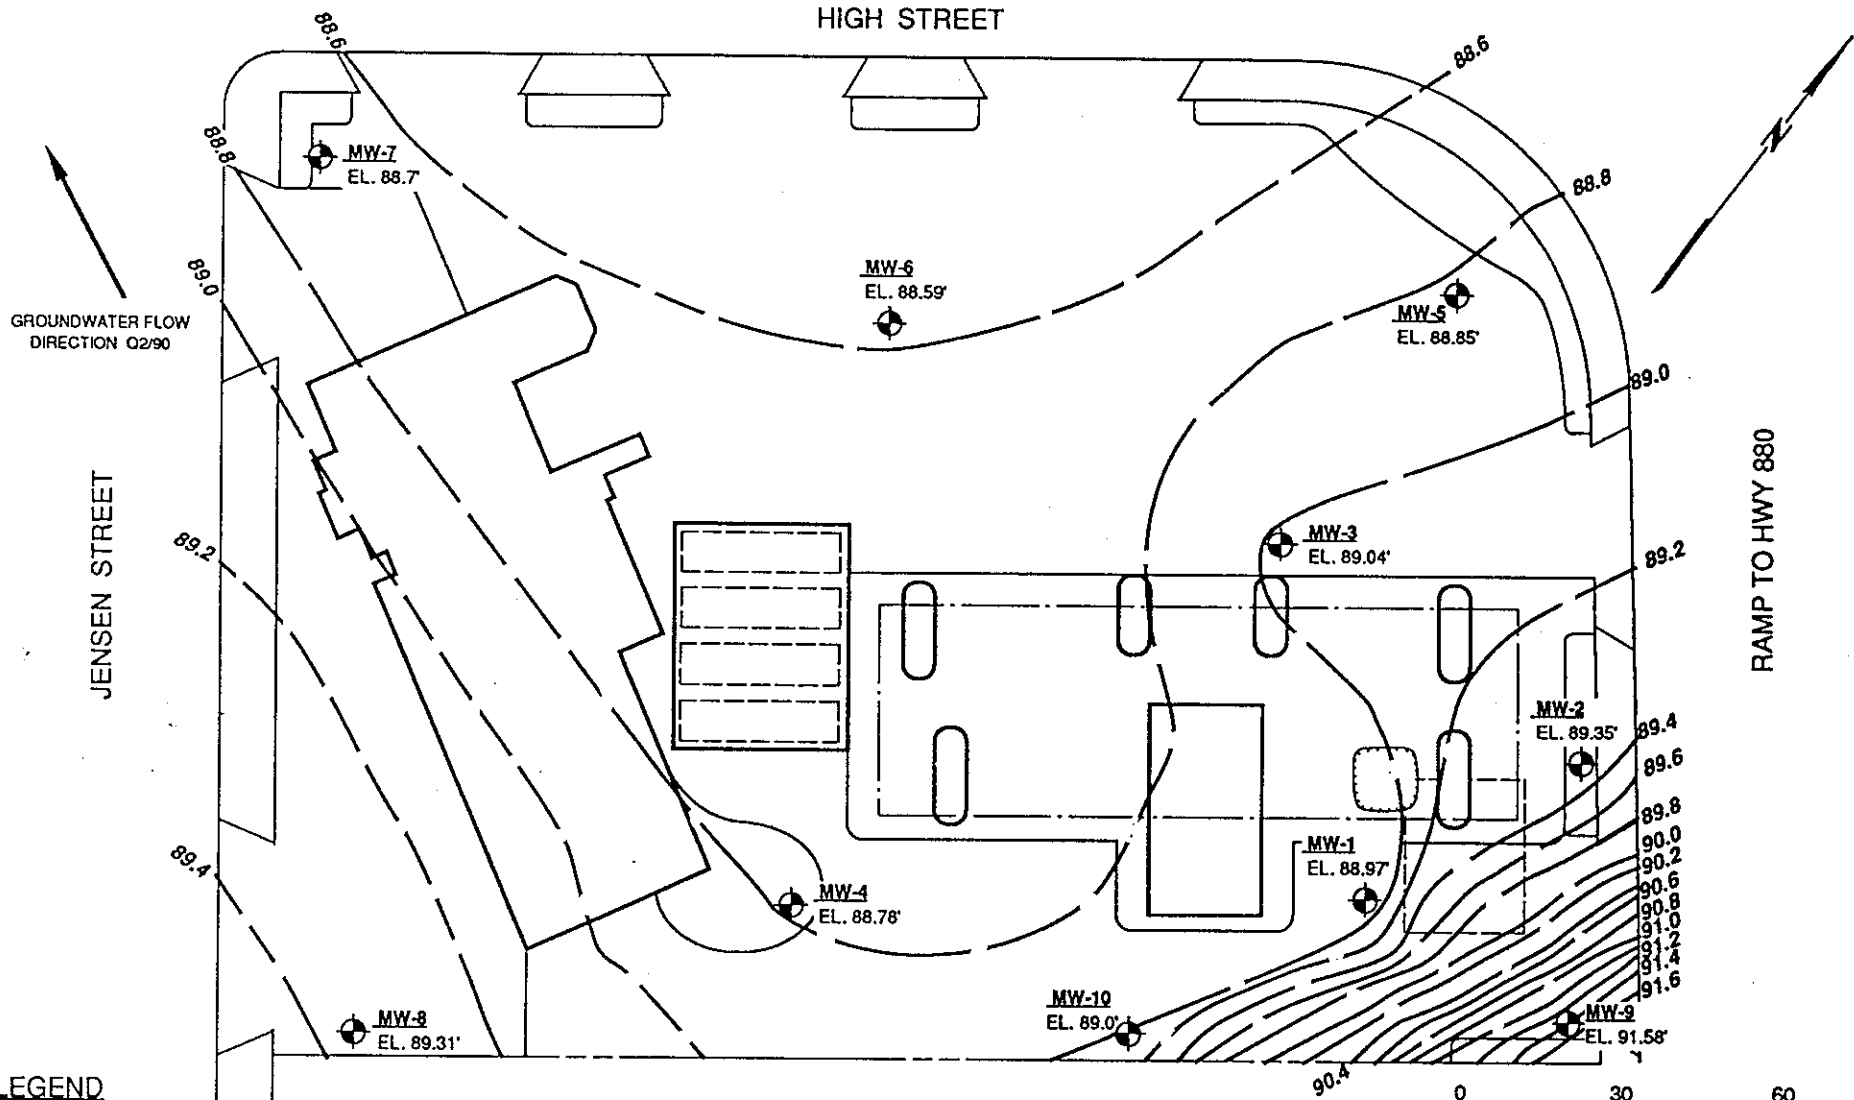 HIGH STREET
88.6
88.6
88.8
MW-7
EL. 88.7'
88.8
89.0
MW-6
EL. 88.59'
MW-5
EL. 88.85'
GROUNDWATER FLOW
DIRECTION Q2/90
N
89.0
JENSEN STREET
RAMP TO HWY 880
89.2
MW-3
EL. 89.04'
89.2
MW-2
EL. 89.35'
89.4
89.6
89.8
90.0
90.2
90.6
90.8
91.0
91.2
91.4
91.6
89.4
MW-1
EL. 88.97'
MW-4
EL. 88.78'
MW-10
EL. 89.0'
MW-9
EL. 91.58'
MW-8
EL. 89.31'
90.4
LEGEND
0 30 60